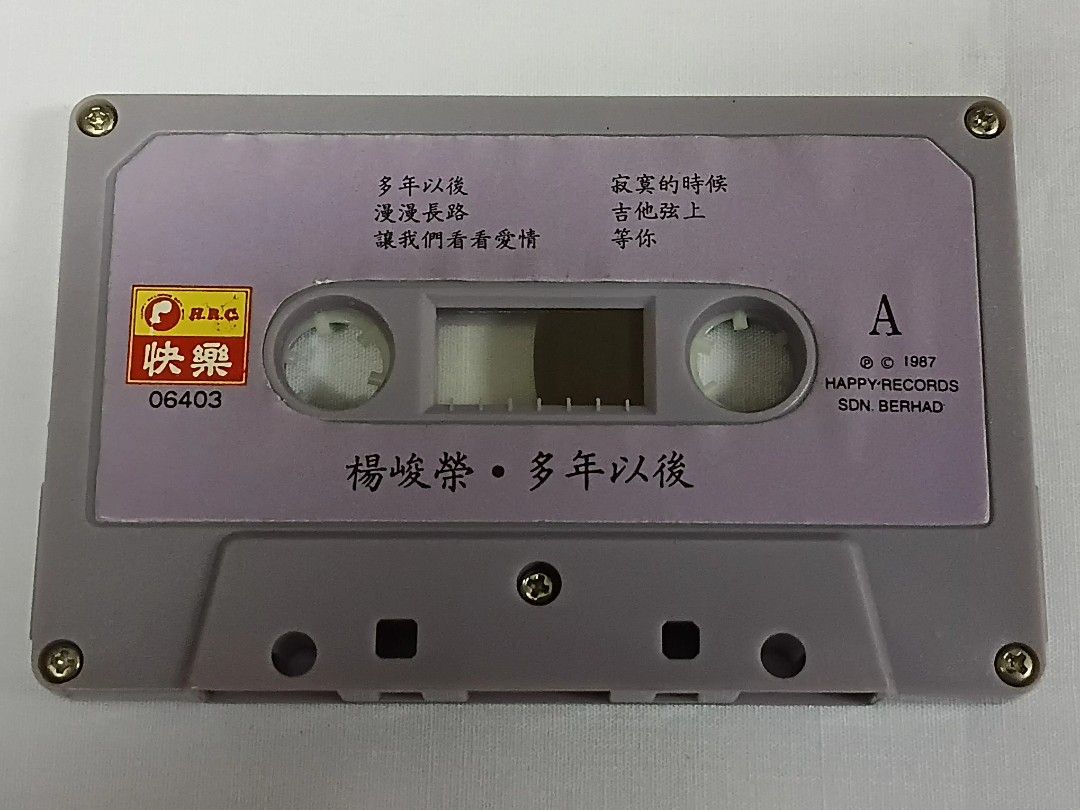 多年以後
漫漫長路
讓我們看看愛情
寂寞的時候
吉他弦上
等你
H.R.C
快樂
06403
A
℗ © 1987
HAPPY RECORDS
SDN. BERHAD
楊峻榮·多年以後